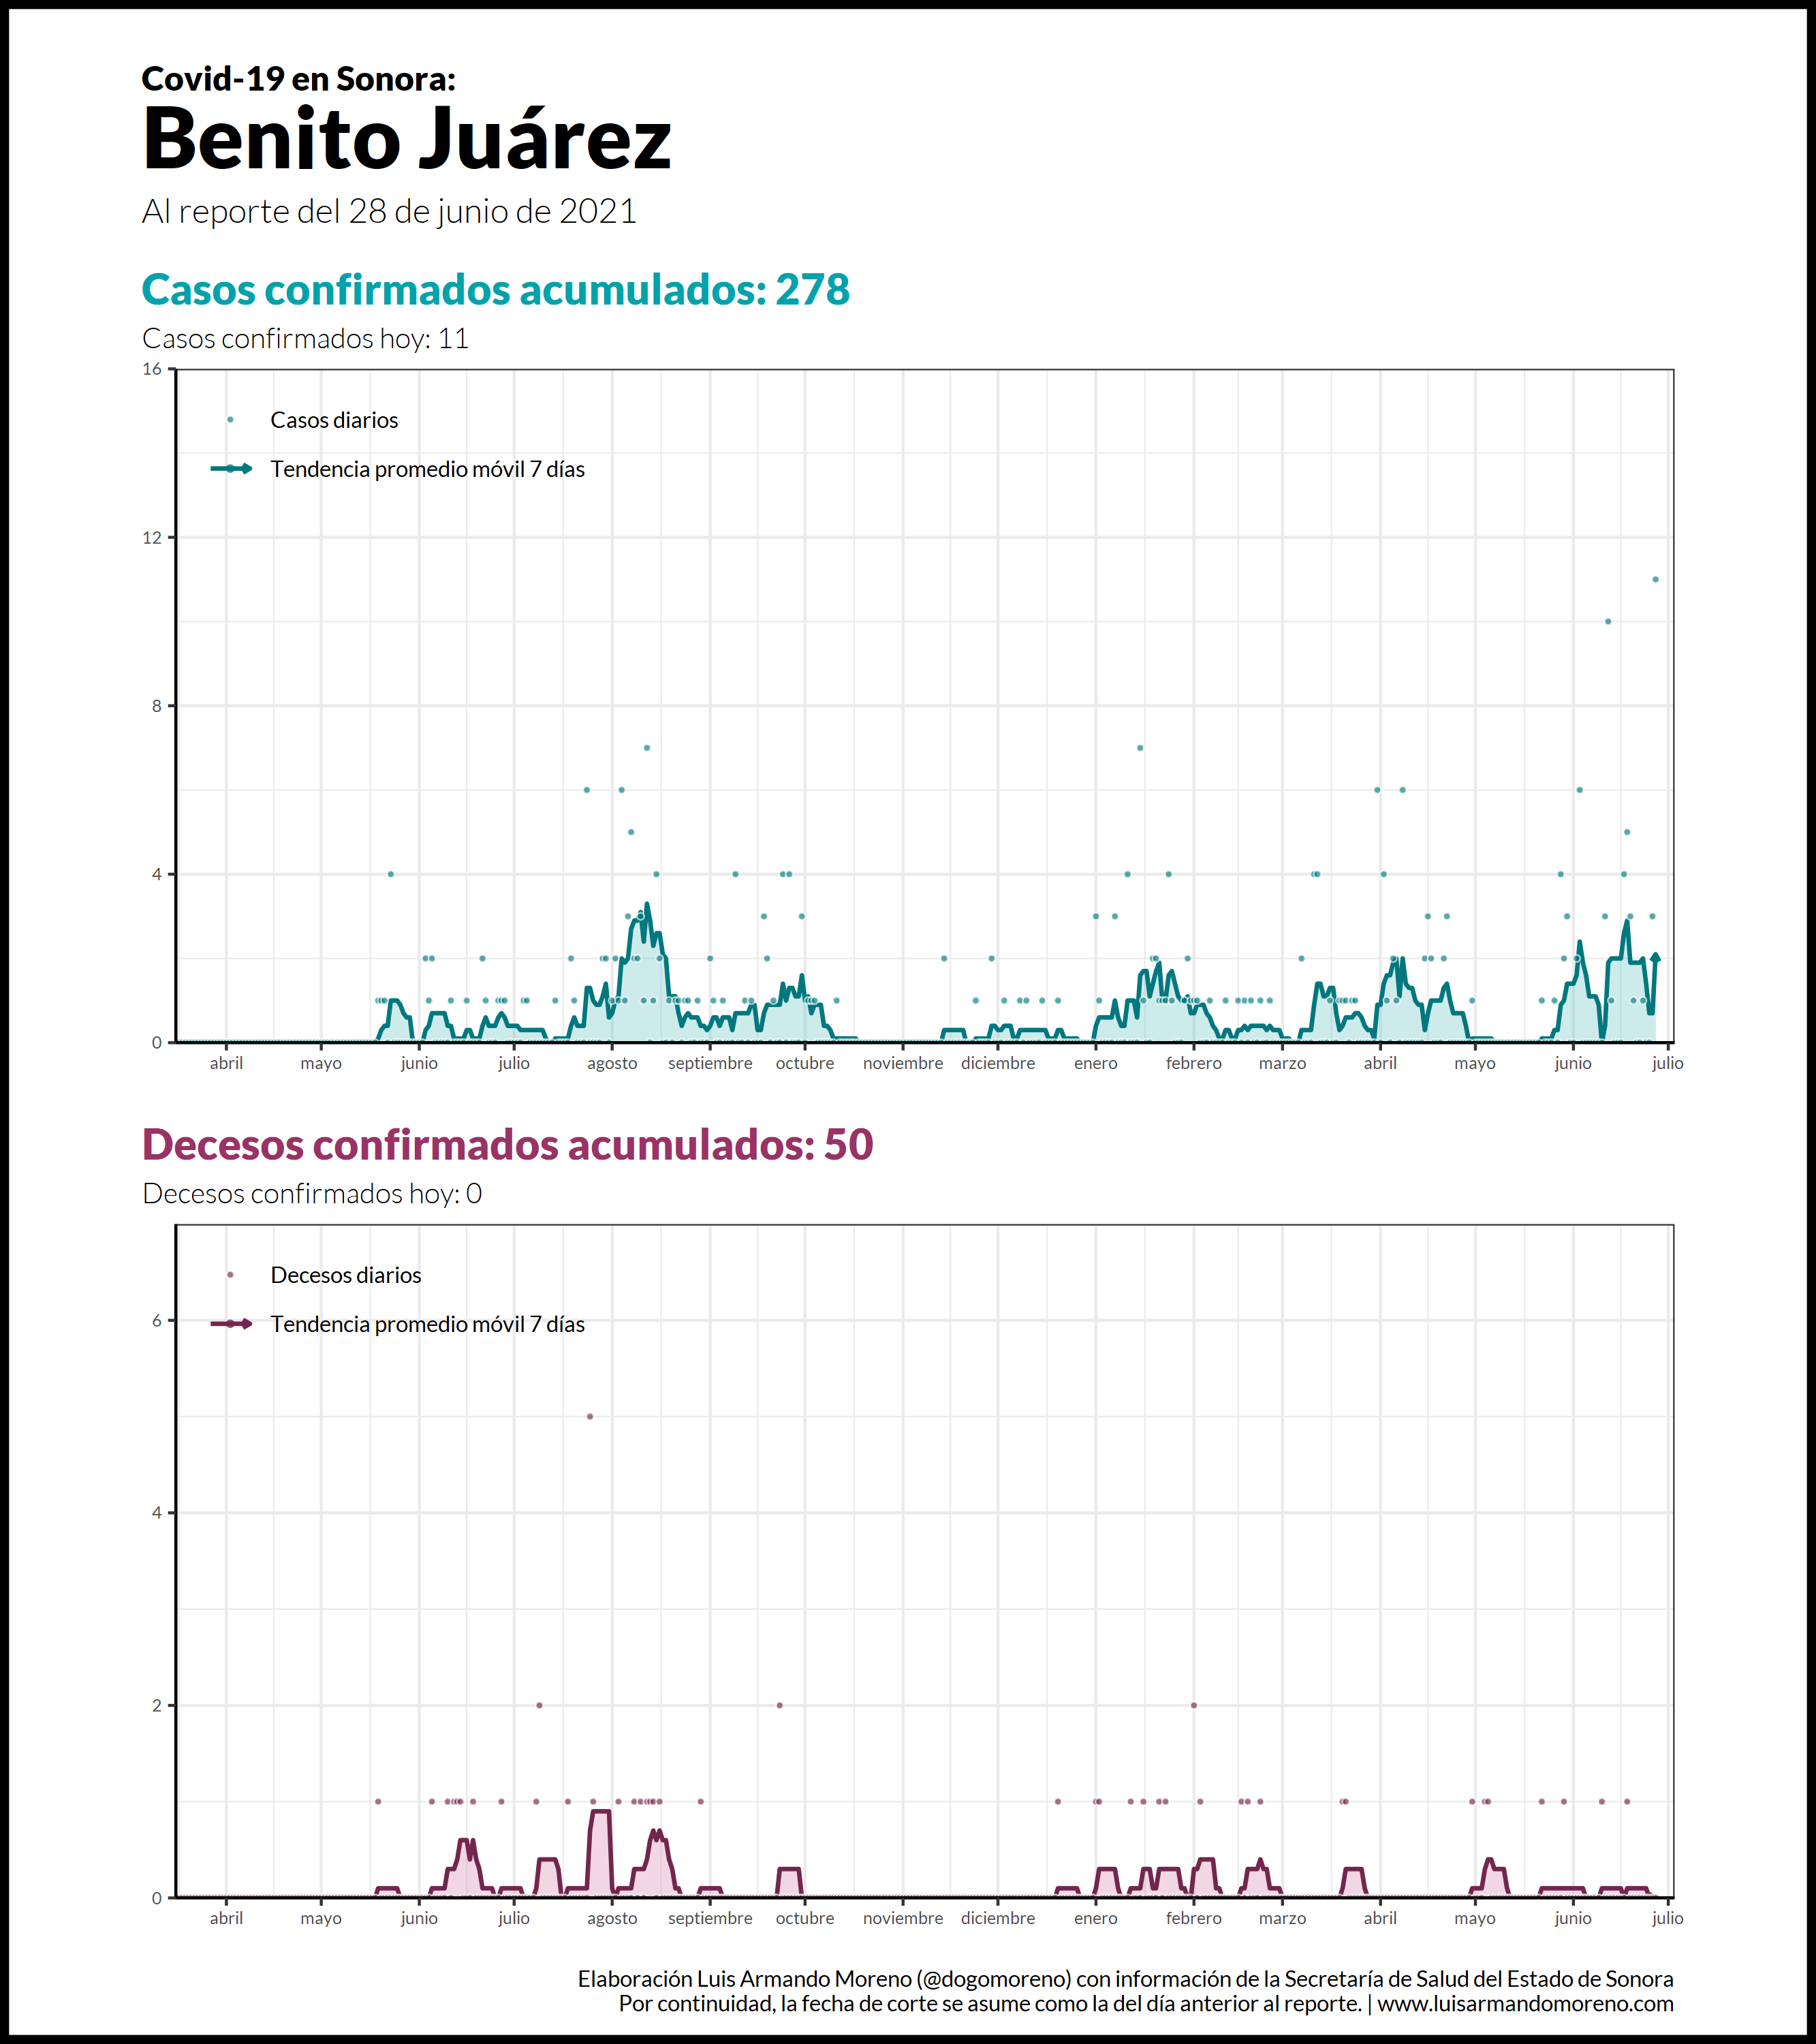 Covid-19 en Sonora:
Benito Juárez
Al reporte del 28 de junio de 2021
Casos confirmados acumulados: 278
Casos confirmados hoy: 11
16
Casos diarios
Tendencia promedio móvil 7 días
12
8
4
0
abril mayo junio julio agosto septiembre octubre noviembre diciembre enero febrero marzo abril mayo junio julio
Decesos confirmados acumulados: 50
Decesos confirmados hoy: 0
Decesos diarios
6
Tendencia promedio móvil 7 días
4
2
0
abril mayo junio julio agosto septiembre octubre noviembre diciembre enero febrero marzo abril mayo junio julio
Elaboración Luis Armando Moreno (@dogomoreno) con información de la Secretaría de Salud del Estado de Sonora
Por continuidad, la fecha de corte se asume como la del día anterior al reporte. | www.luisarmandomoreno.com